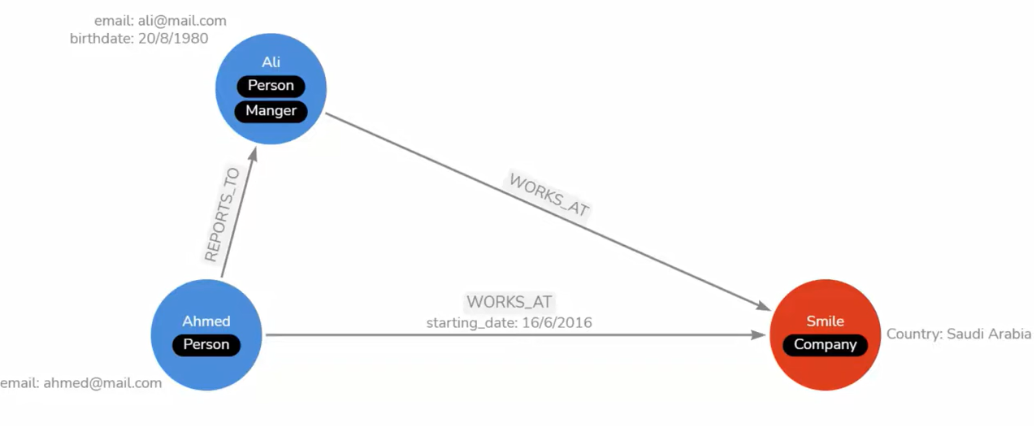 email: ali@mail.com
birthdate: 20/8/1980
Ali
Person
Manger
WORKS_AT
REPORTS_TO
WORKS_AT
starting_date: 16/6/2016
Ahmed
Person
Smile
Company
Country: Saudi Arabia
email: ahmed@mail.com